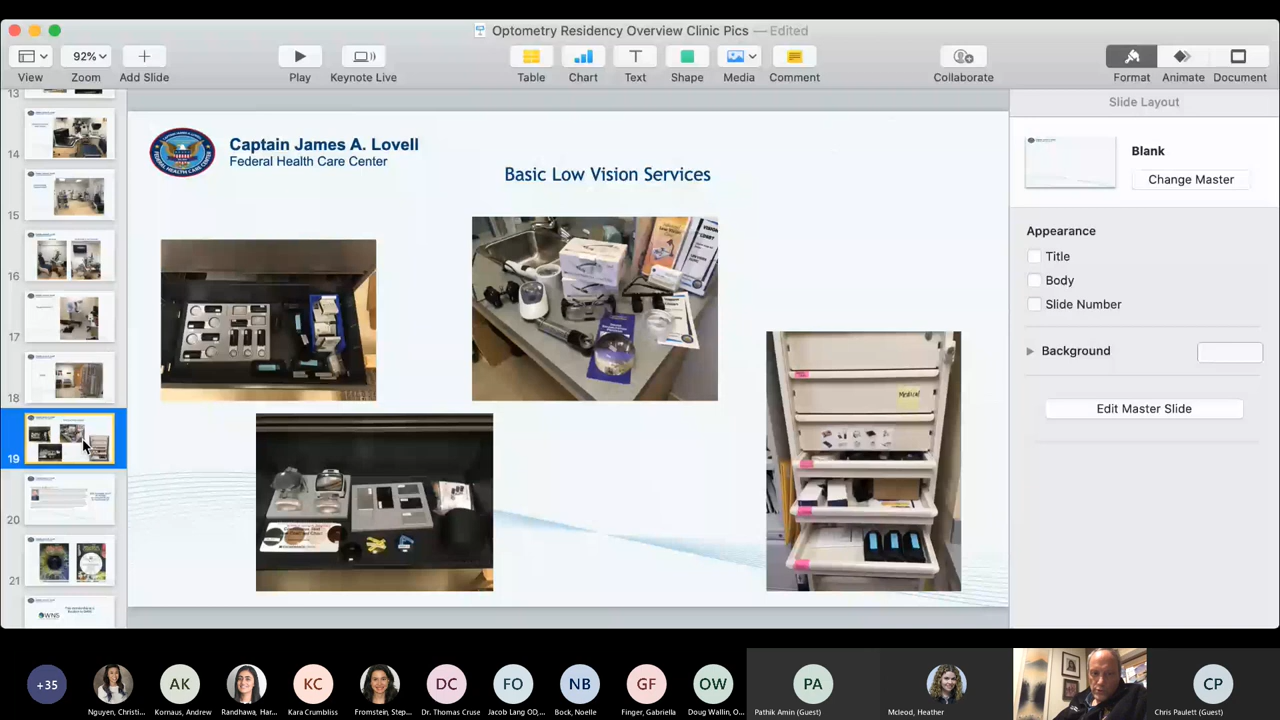 Optometry Residency Overview Clinic Pics — Edited
92%
View
Zoom
Add Slide
Play
Keynote Live
Table
Chart
Text
Shape
Media
Comment
Collaborate
Format
Animate
Document
13
14
15
16
17
18
19
20
21
WNS
Captain James A. Lovell
Federal Health Care Center
Basic Low Vision Services
Medical
Slide Layout
Blank
Change Master
Appearance
Title
Body
Slide Number
Background
Edit Master Slide
+35
AK
KC
DC
FO
NB
GF
OW
PA
CP
Nguyen, Christi...
Kornaus, Andrew
Randhawa, Har...
Kara Crumbliss
Fromstein, Step...
Dr. Thomas Cruse
Jacob Lang OD,...
Bock, Noelle
Finger, Gabriella
Doug Wallin, O...
Pathik Amin (Guest)
Mcleod, Heather
Chris Paulett (Guest)